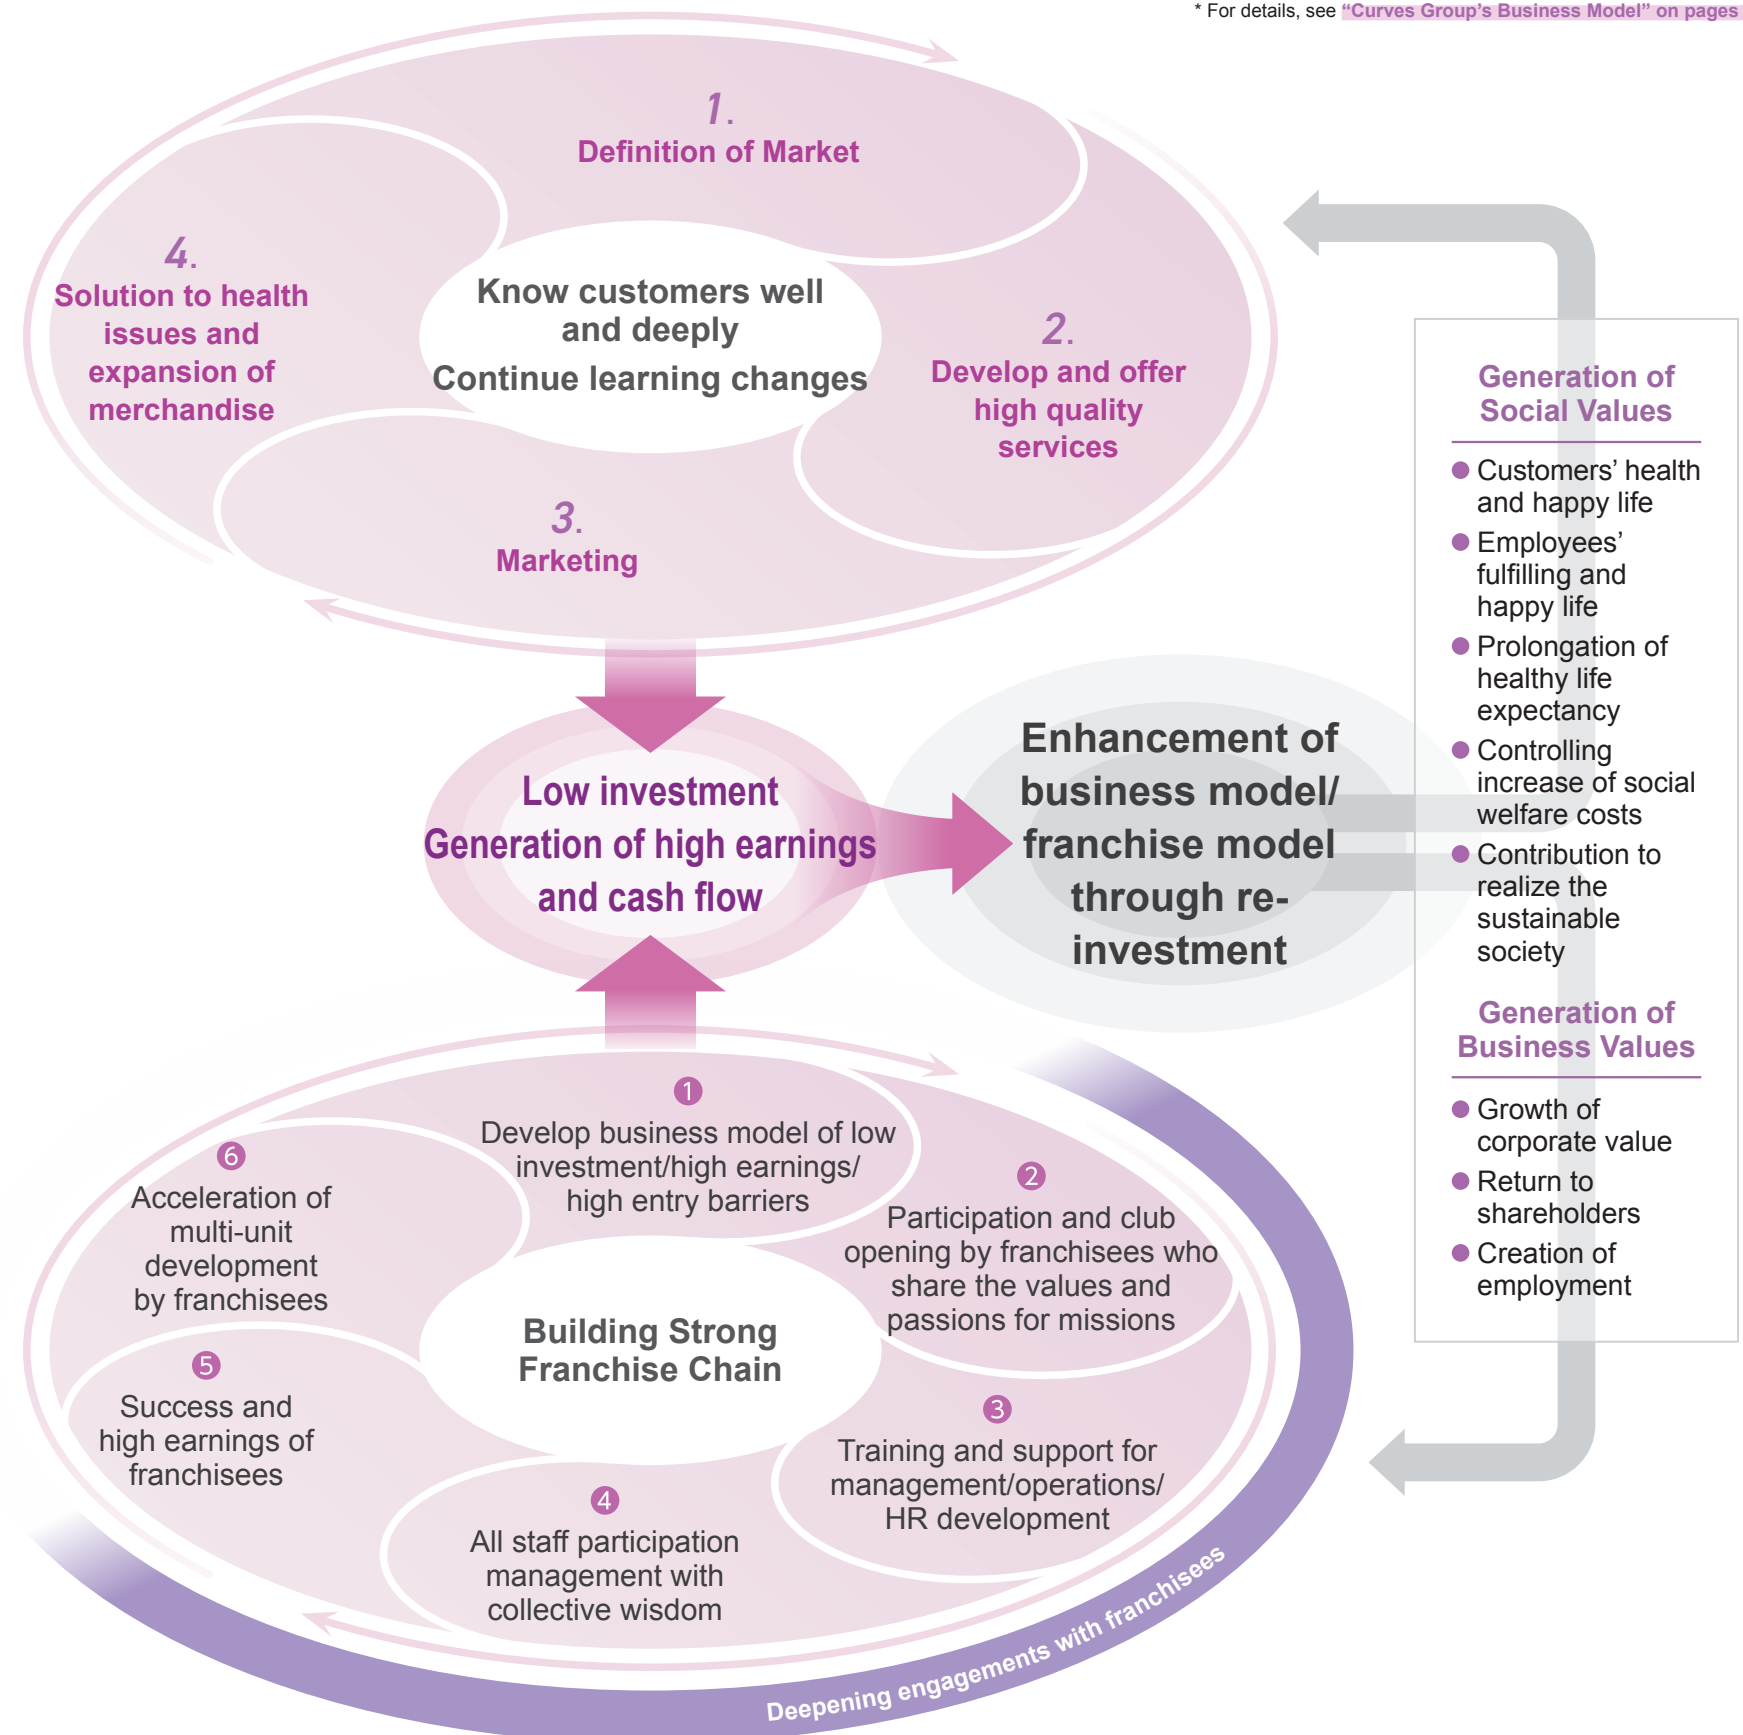 * For details, see “Curves Group’s Business Model” on pages
1.
Definition of Market
2.
Develop and offer
high quality
services
3.
Marketing
4.
Solution to health
issues and
expansion of
merchandise
Know customers well
and deeply
Continue learning changes
Low investment
Generation of high earnings
and cash flow
Enhancement of
business model/
franchise model
through re-
investment
Generation of
Social Values
● Customers’ health
and happy life
● Employees’
fulfilling and
happy life
● Prolongation of
healthy life
expectancy
● Controlling
increase of social
welfare costs
● Contribution to
realize the
sustainable
society
Generation of
Business Values
● Growth of
corporate value
● Return to
shareholders
● Creation of
employment
❶
Develop business model of low
investment/high earnings/
high entry barriers
❷
Participation and club
opening by franchisees who
share the values and
passions for missions
❸
Training and support for
management/operations/
HR development
❹
All staff participation
management with
collective wisdom
❺
Success and
high earnings of
franchisees
❻
Acceleration of
multi-unit
development
by franchisees
Building Strong
Franchise Chain
Deepening engagements with franchisees